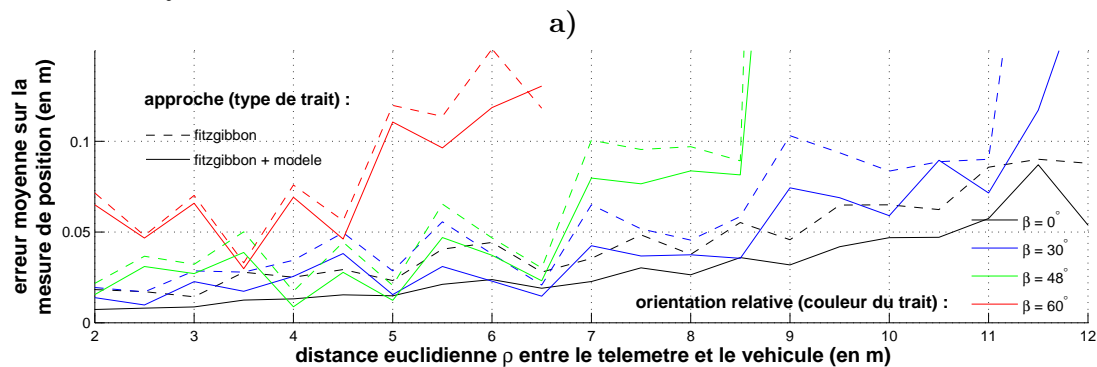 a)
erreur moyenne sur la
mesure de position (en m)
approche (type de trait) :
fitzgibbon
fitzgibbon + modele
0.1
0.05
0
β = 0°
β = 30°
β = 48°
β = 60°
orientation relative (couleur du trait) :
2 3 4 5 6 7 8 9 10 11 12
distance euclidienne ρ entre le telemetre et le vehicule (en m)